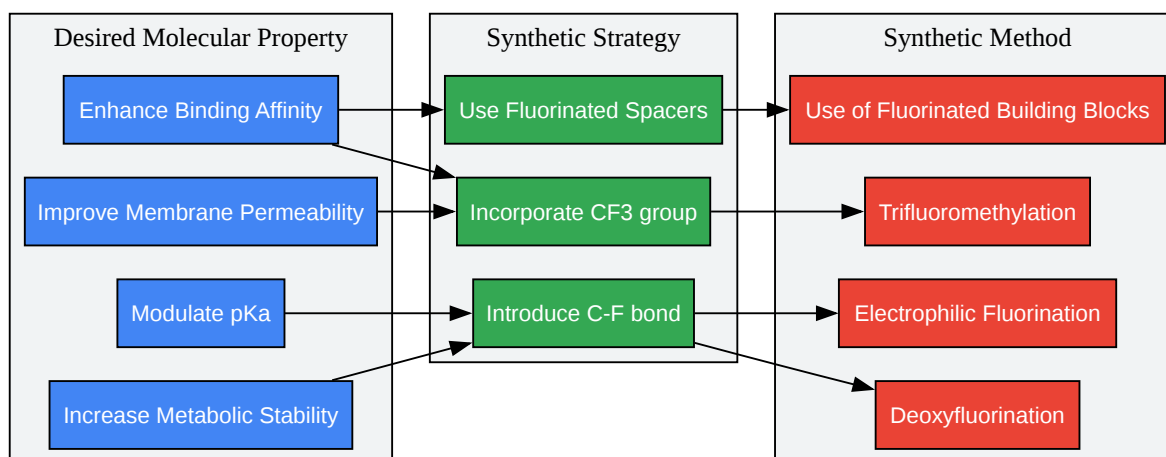 Desired Molecular Property
Synthetic Strategy
Synthetic Method
Enhance Binding Affinity
Use Fluorinated Spacers
Use of Fluorinated Building Blocks
Improve Membrane Permeability
Incorporate CF3 group
Trifluoromethylation
Modulate pKa
Introduce C-F bond
Electrophilic Fluorination
Increase Metabolic Stability
Deoxyfluorination